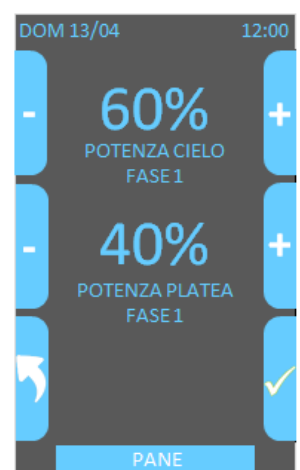 DOM 13/04 12:00
60%
- +
POTENZA CIELO
FASE 1
40%
- +
POTENZA PLATEA
FASE 1
PANE